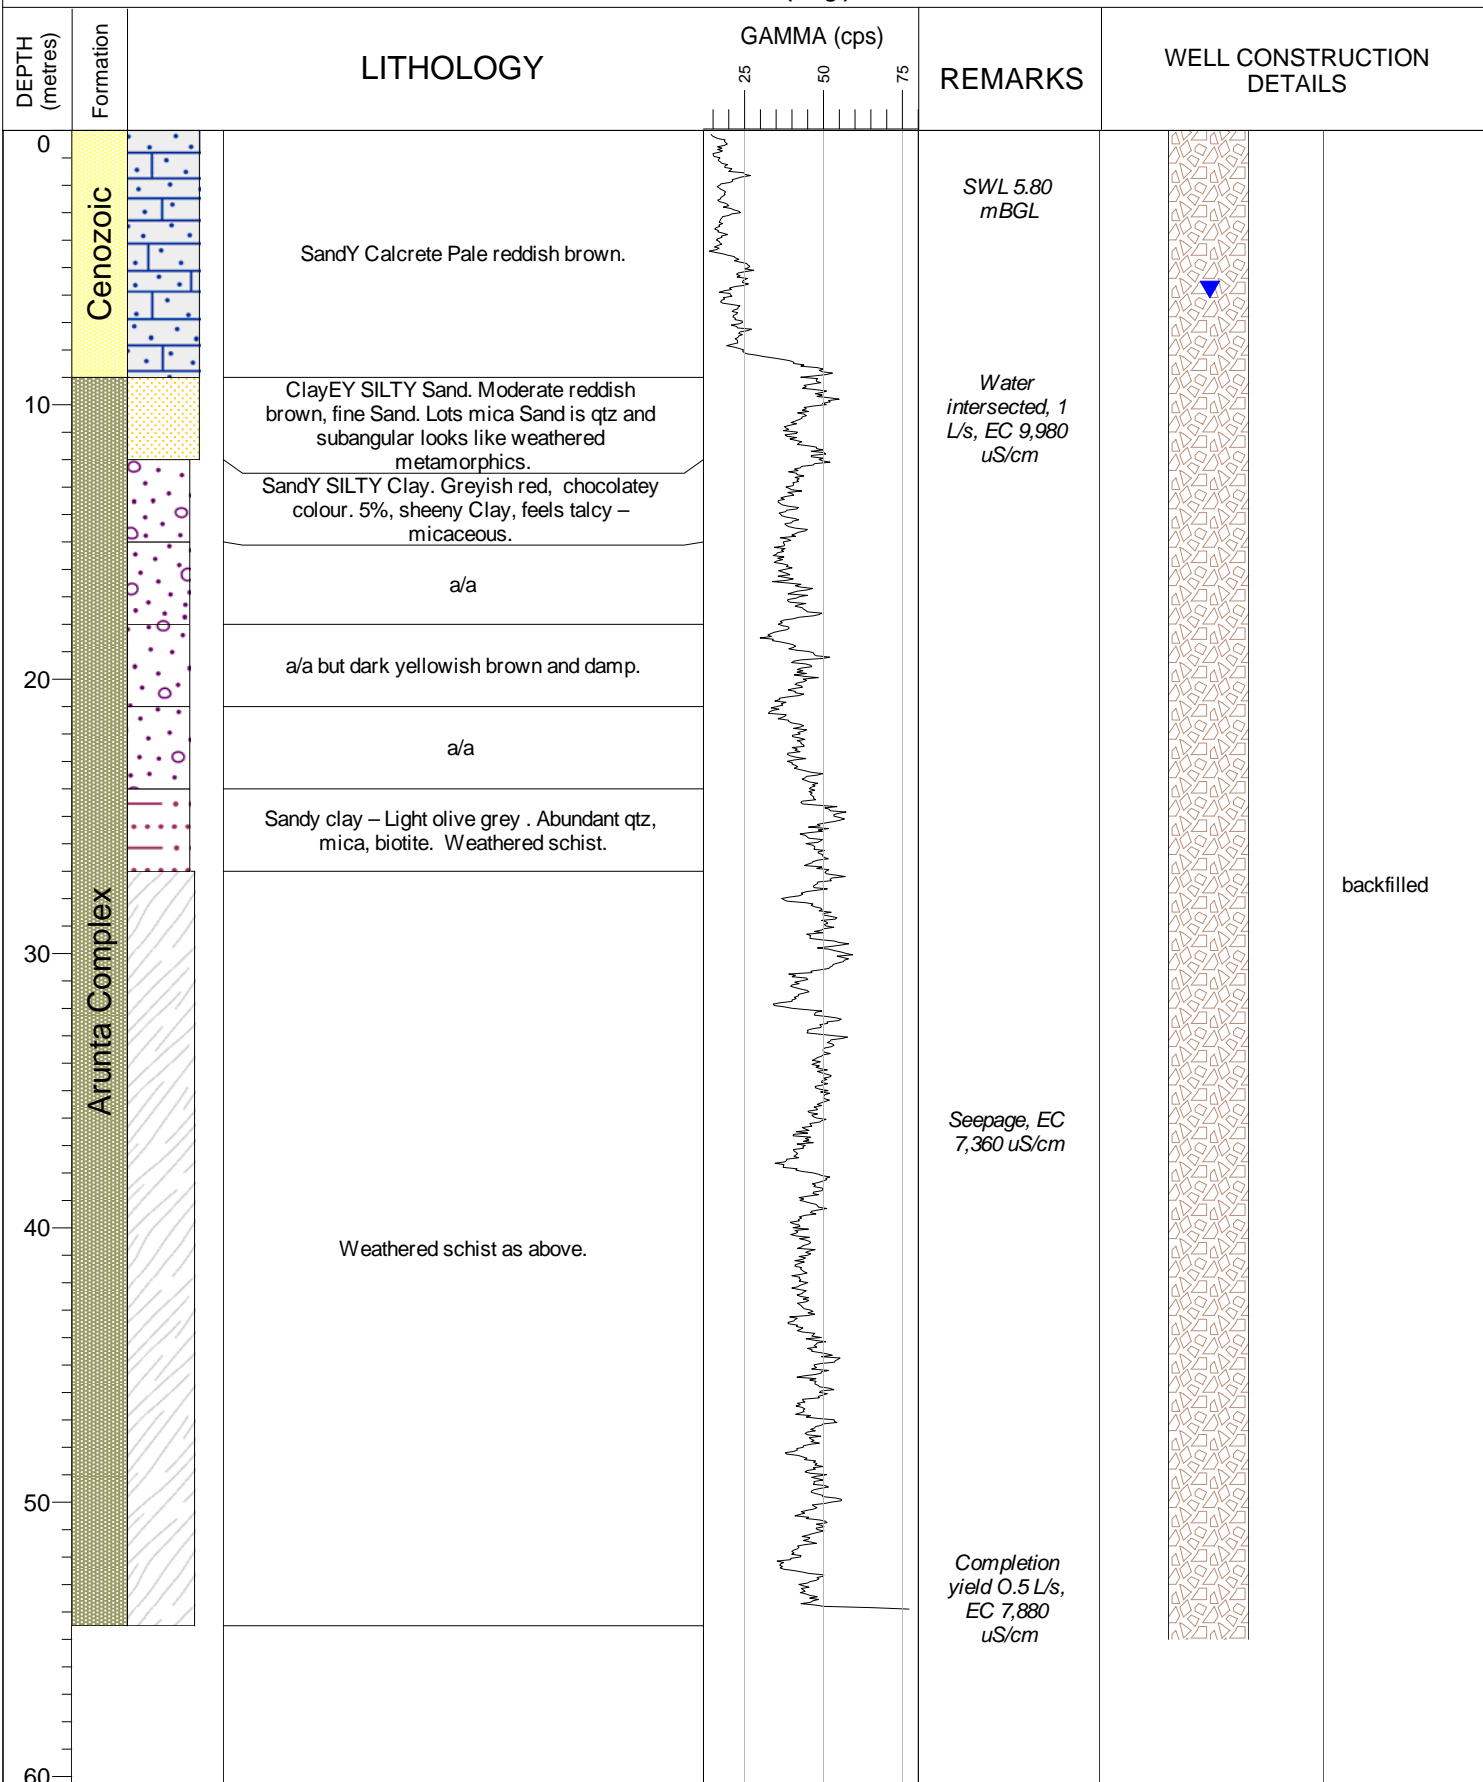 DEPTH
(metres)
Formation
LITHOLOGY
GAMMA (cps)
25
50
75
REMARKS
WELL CONSTRUCTION
DETAILS
0
10
20
30
40
50
60
Cenozoic
Arunta Complex
SandY Calcrete Pale reddish brown.
ClayEY SILTY Sand. Moderate reddish
brown, fine Sand. Lots mica Sand is qtz and
subangular looks like weathered
metamorphics.
SandY SILTY Clay. Greyish red, chocolatey
colour. 5%, sheeny Clay, feels talcy –
micaceous.
a/a
a/a but dark yellowish brown and damp.
a/a
Sandy clay – Light olive grey . Abundant qtz,
mica, biotite. Weathered schist.
Weathered schist as above.
SWL 5.80
mBGL
Water
intersected, 1
L/s, EC 9,980
uS/cm
Seepage, EC
7,360 uS/cm
Completion
yield O.5 L/s,
EC 7,880
uS/cm
backfilled